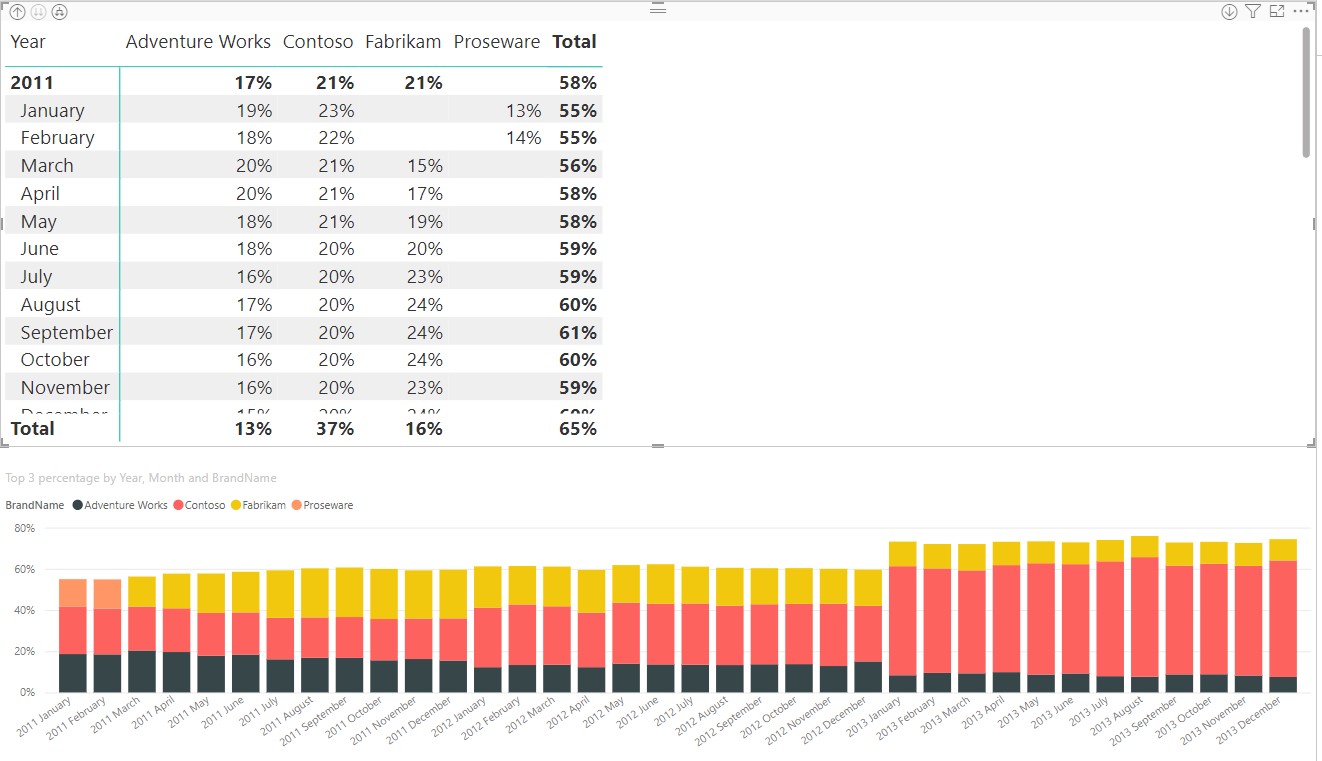 Year Adventure Works Contoso Fabrikam Proseware Total
2011 17% 21% 21% 58%
January 19% 23% 13% 55%
February 18% 22% 14% 55%
March 20% 21% 15% 56%
April 20% 21% 17% 58%
May 18% 21% 19% 58%
June 18% 20% 20% 59%
July 16% 20% 23% 59%
August 17% 20% 24% 60%
September 17% 20% 24% 61%
October 16% 20% 24% 60%
November 16% 20% 23% 59%
December 15% 20% 24% 60%
Total 13% 37% 16% 65%
Top 3 percentage by Year, Month and BrandName
BrandName Adventure Works Contoso Fabrikam Proseware
80%
60%
40%
20%
0%
2011 January
2011 February
2011 March
2011 April
2011 May
2011 June
2011 July
2011 August
2011 September
2011 October
2011 November
2011 December
2012 January
2012 February
2012 March
2012 April
2012 May
2012 June
2012 July
2012 August
2012 September
2012 October
2012 November
2012 December
2013 January
2013 February
2013 March
2013 April
2013 May
2013 June
2013 July
2013 August
2013 September
2013 October
2013 November
2013 December